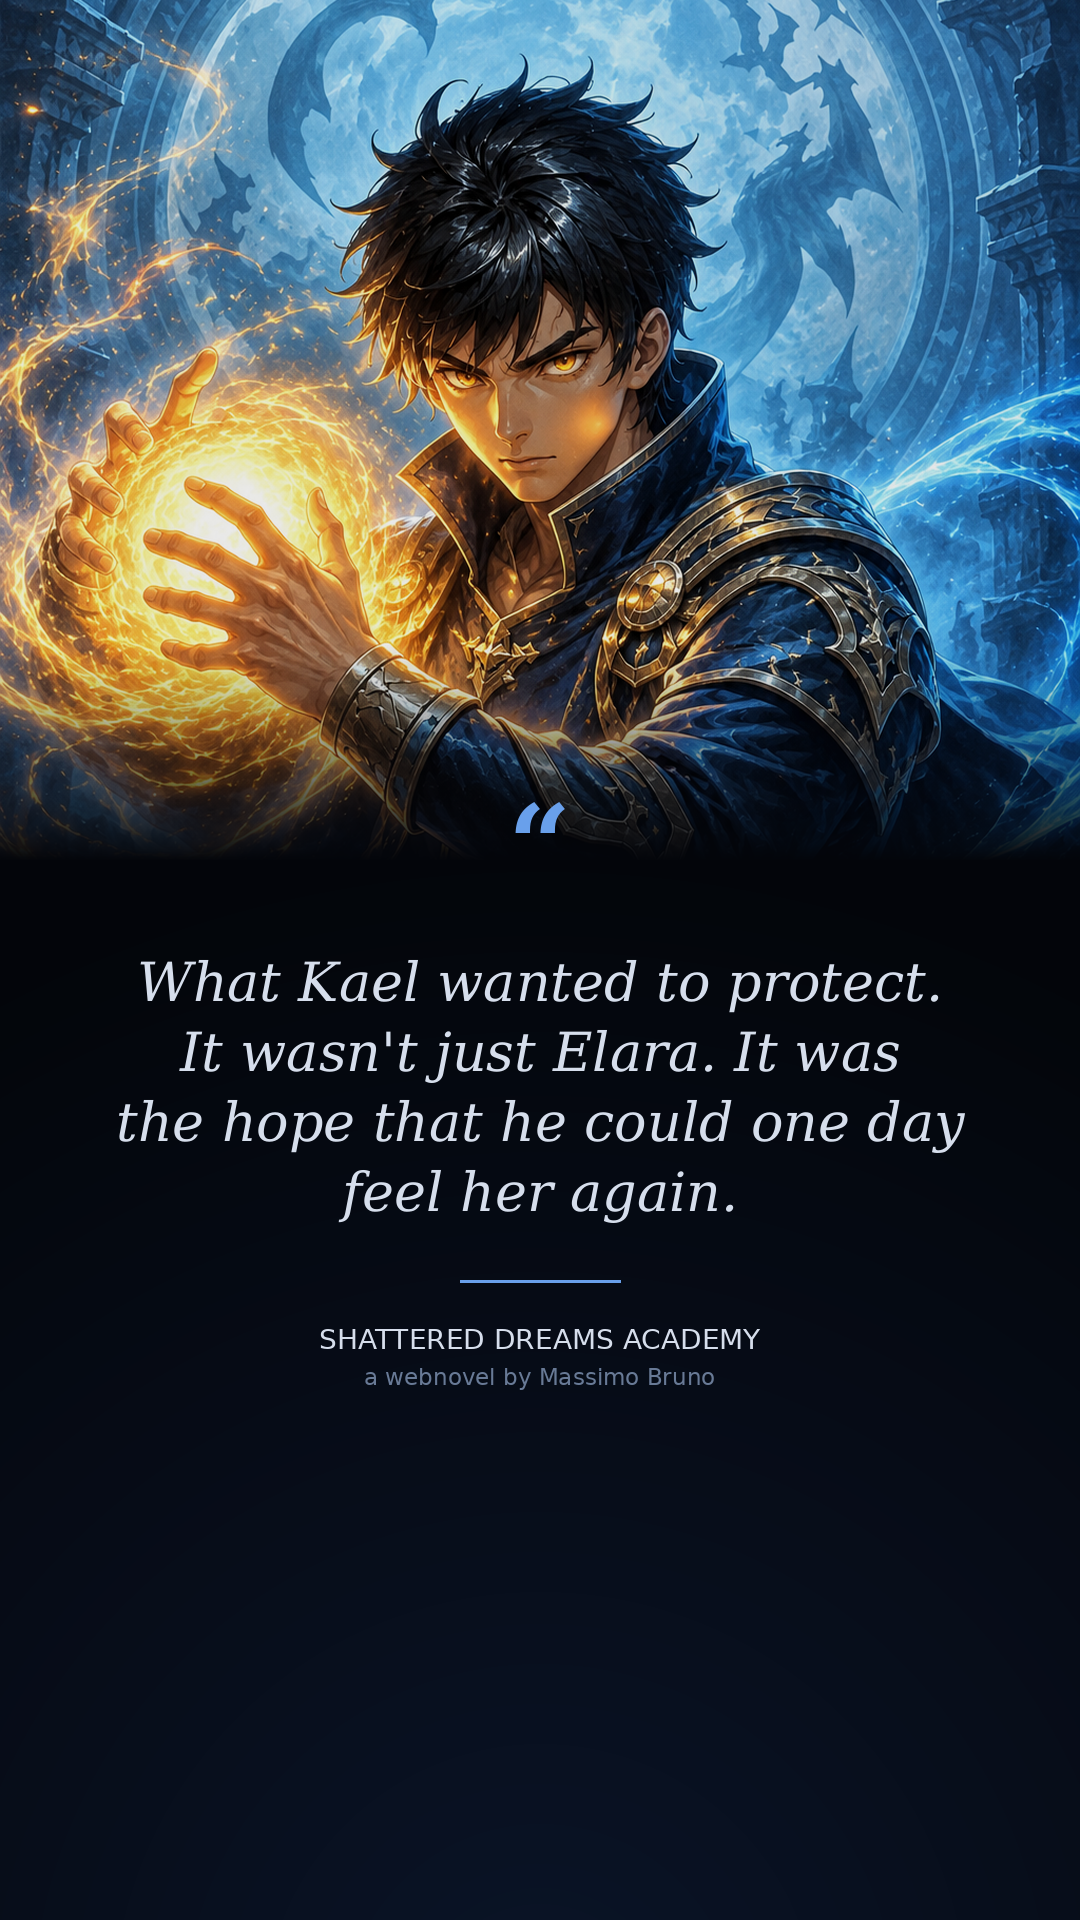 “
What Kael wanted to protect.
It wasn't just Elara. It was
the hope that he could one day
feel her again.
SHATTERED DREAMS ACADEMY
a webnovel by Massimo Bruno